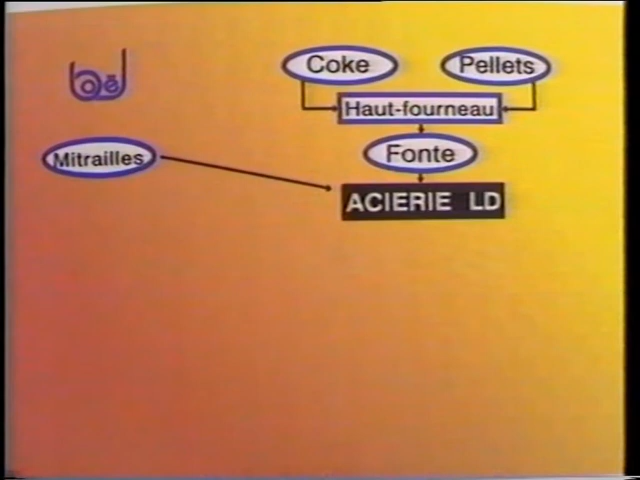 Coke
Pellets
Haut-fourneau
Mitrailles
Fonte
ACIERIE LD